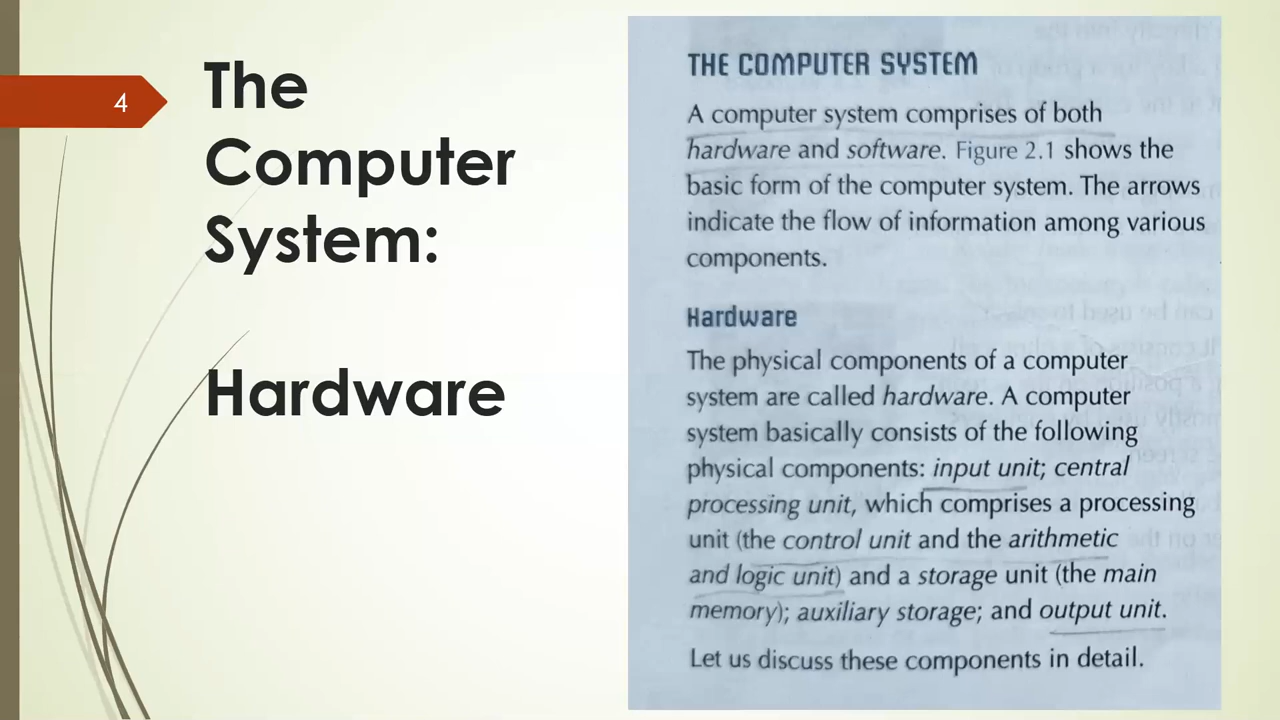 4
The
Computer
System:
Hardware
THE COMPUTER SYSTEM
A computer system comprises of both
hardware and software. Figure 2.1 shows the
basic form of the computer system. The arrows
indicate the flow of information among various
components.
Hardware
The physical components of a computer
system are called hardware. A computer
system basically consists of the following
physical components: input unit; central
processing unit, which comprises a processing
unit (the control unit and the arithmetic
and logic unit) and a storage unit (the main
memory); auxiliary storage; and output unit.
Let us discuss these components in detail.